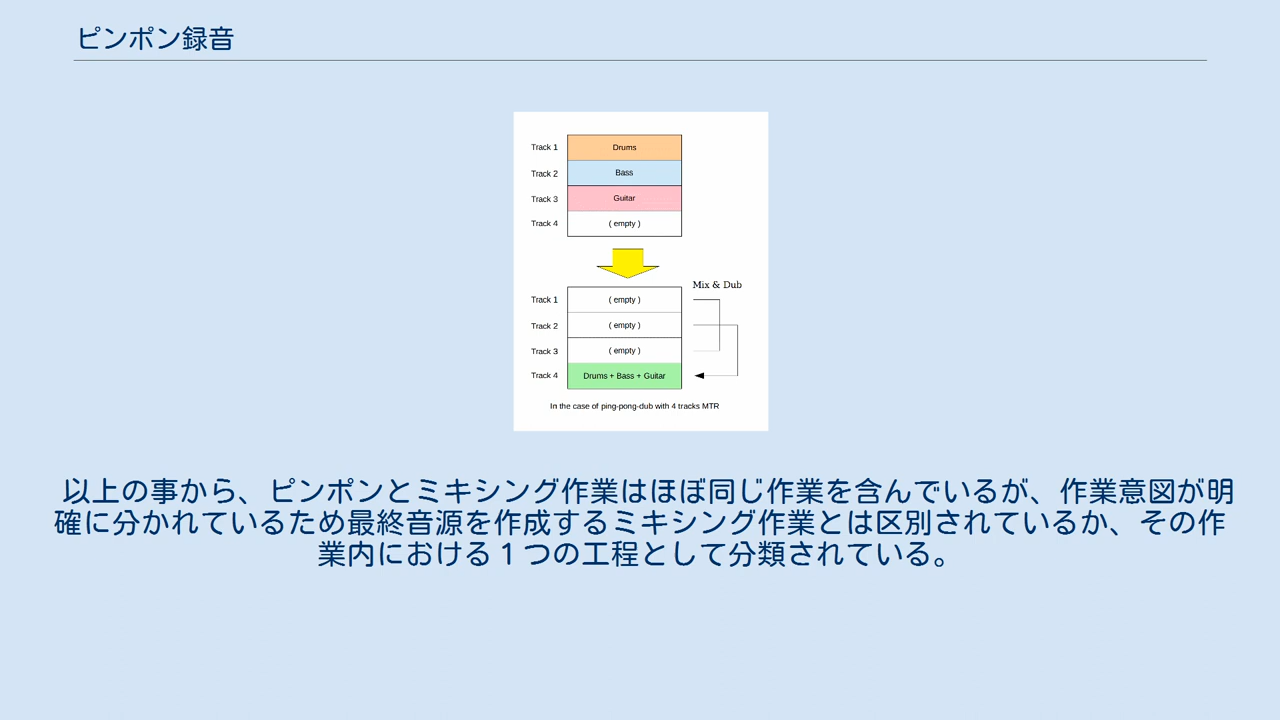 ピンポン録音
Track 1 Drums
Track 2 Bass
Track 3 Guitar
Track 4 ( empty )
Mix & Dub
Track 1 ( empty )
Track 2 ( empty )
Track 3 ( empty )
Track 4 Drums + Bass + Guitar
In the case of ping-pong-dub with 4 tracks MTR
以上の事から、ピンポンとミキシング作業はほぼ同じ作業を含んでいるが、作業意図が明
確に分かれているため最終音源を作成するミキシング作業とは区別されているか、その作
業内における１つの工程として分類されている。